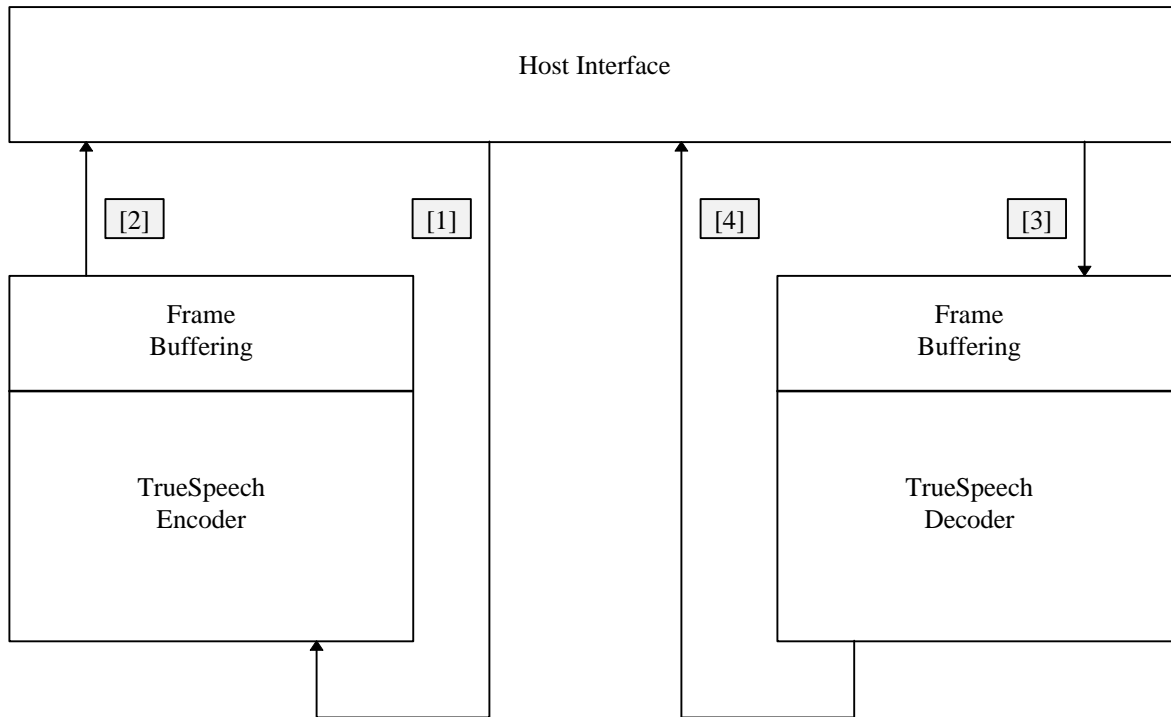 Host Interface
[2]
[1]
[4]
[3]
Frame
Buffering
Frame
Buffering
TrueSpeech
Encoder
TrueSpeech
Decoder